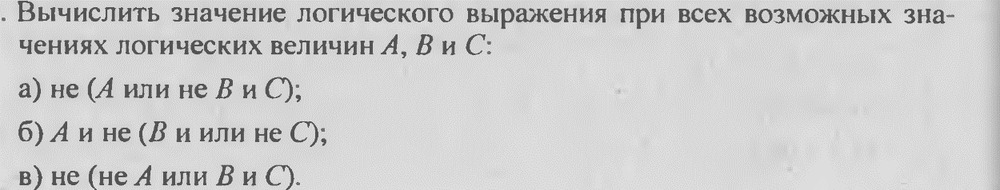 . Вычислить значение логического выражения при всех возможных зна-
чениях логических величин A, B и C:
а) не (A или не B и C);
б) A и не (B и или не C);
в) не (не A или B и C).